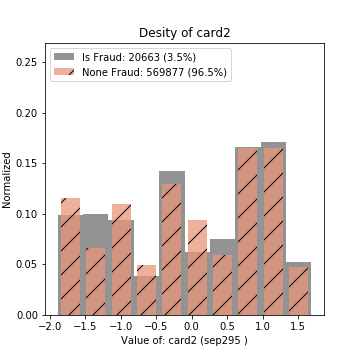 Desity of card2
Is Fraud: 20663 (3.5%)
None Fraud: 569877 (96.5%)
Normalized
0.25
0.20
0.15
0.10
0.05
0.00
−2.0 −1.5 −1.0 −0.5 0.0 0.5 1.0 1.5
Value of: card2 (sep295 )